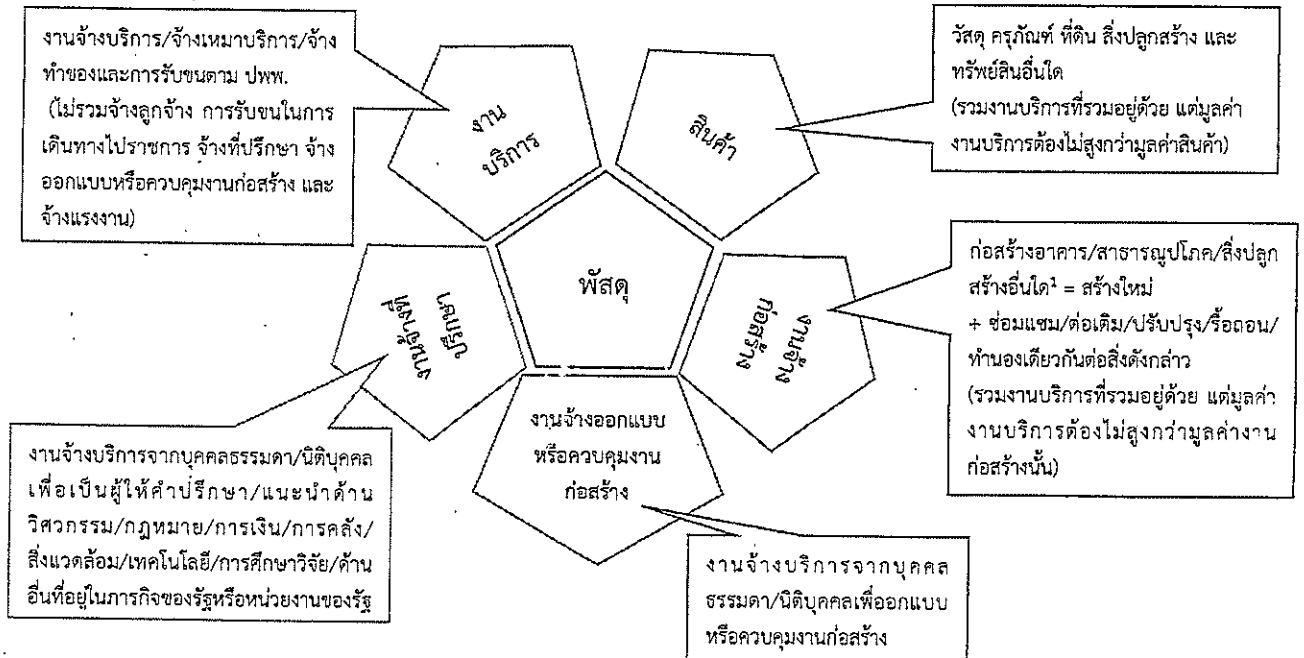 งานจ้างบริการ/จ้างเหมาบริการ/จ้าง
ทำของและการรับขนตาม ปพพ.
(ไม่รวมจ้างลูกจ้าง การรับขนในการ
เดินทางไปราชการ จ้างที่ปรึกษา จ้าง
ออกแบบหรือควบคุมงานก่อสร้าง และ
จ้างแรงงาน)
งาน
บริการ
สินค้า
วัสดุ ครุภัณฑ์ ที่ดิน สิ่งปลูกสร้าง และ
ทรัพย์สินอื่นใด
(รวมงานบริการที่รวมอยู่ด้วย แต่มูลค่า
งานบริการต้องไม่สูงกว่ามูลค่าสินค้า)
พัสดุ
งานจ้างที่
ปรึกษา
งานจ้าง
ก่อสร้าง
ก่อสร้างอาคาร/สาธารณูปโภค/สิ่งปลูก
สร้างอื่นใด¹ = สร้างใหม่
+ ซ่อมแซม/ต่อเติม/ปรับปรุง/รื้อถอน/
ทำนองเดียวกันต่อสิ่งดังกล่าว
(รวมงานบริการที่รวมอยู่ด้วย แต่มูลค่า
งานบริการต้องไม่สูงกว่ามูลค่างาน
ก่อสร้างนั้น)
งานจ้างออกแบบ
หรือควบคุมงาน
ก่อสร้าง
งานจ้างบริการจากบุคคลธรรมดา/นิติบุคคล
เพื่อเป็นผู้ให้คำปรึกษา/แนะนำด้าน
วิศวกรรม/กฎหมาย/การเงิน/การคลัง/
สิ่งแวดล้อม/เทคโนโลยี/การศึกษาวิจัย/ด้าน
อื่นที่อยู่ในภารกิจของรัฐหรือหน่วยงานของรัฐ
งานจ้างบริการจากบุคคล
ธรรมดา/นิติบุคคลเพื่อออกแบบ
หรือควบคุมงานก่อสร้าง